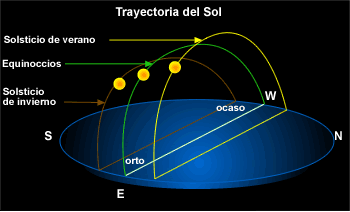 Trayectoria del Sol
Solsticio de verano
Equinoccios
Solsticio
de invierno
ocaso
W
S
N
orto
E